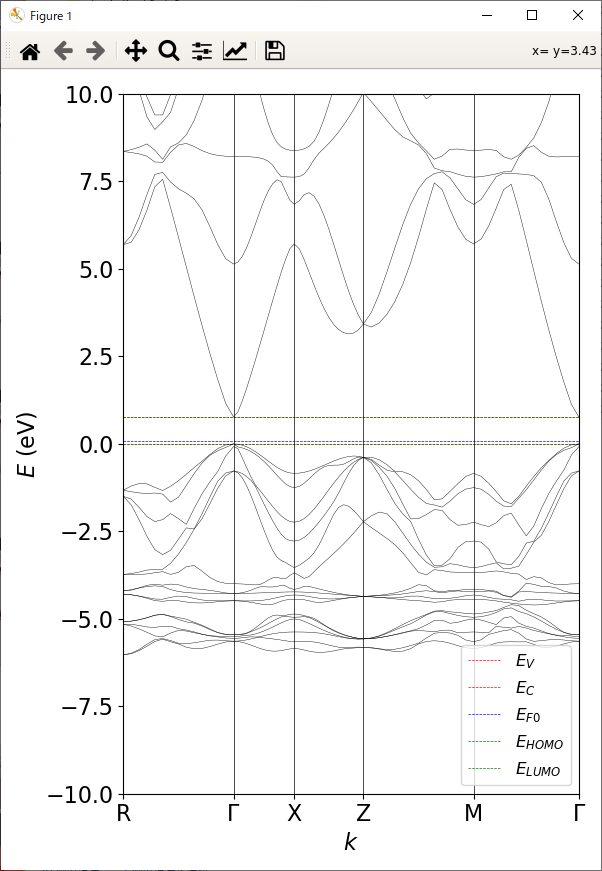 Figure 1
x= y=3.43
10.0
7.5
5.0
2.5
0.0
−2.5
−5.0
−7.5
−10.0
E (eV)
R Γ X Z M Γ
k
E_V
E_C
E_F0
E_HOMO
E_LUMO